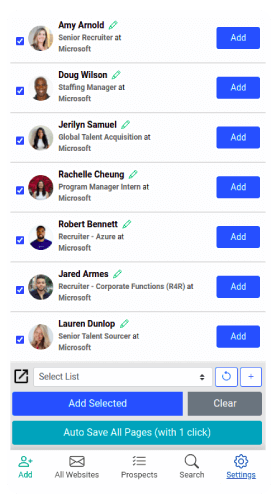 Amy Arnold
Senior Recruiter at
Microsoft
Add
Doug Wilson
Staffing Manager at
Microsoft
Add
Jerilyn Samuel
Global Talent Acquisition at
Microsoft
Add
Rachelle Cheung
Program Manager Intern at
Microsoft
Add
Robert Bennett
Recruiter - Azure at
Microsoft
Add
Jared Armes
Recruiter - Corporate Functions (R4R) at
Microsoft
Add
Lauren Dunlop
Senior Talent Sourcer at
Microsoft
Add
Select List
+
Add Selected
Clear
Auto Save All Pages (with 1 click)
Add
All Websites
Prospects
Search
Settings